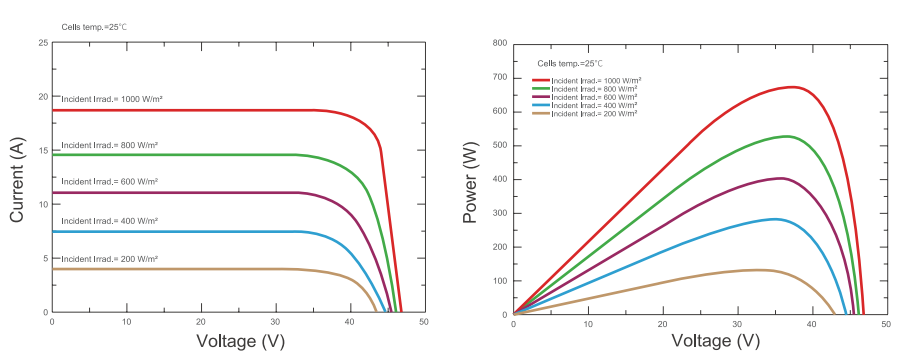 Cells temp.=25°C
25
20
15
10
5
0
Incident Irrad.= 1000 W/m²
Incident Irrad.= 800 W/m²
Incident Irrad.= 600 W/m²
Incident Irrad.= 400 W/m²
Incident Irrad.= 200 W/m²
Current (A)
0 10 20 30 40 50
Voltage (V)
800
700
600
500
400
300
200
100
000
Cells temp.=25°C
Incident Irrad.= 1000 W/m²
Incident Irrad.= 800 W/m²
Incident Irrad.= 600 W/m²
Incident Irrad.= 400 W/m²
Incident Irrad.= 200 W/m²
Power (W)
0 10 20 30 40 50
Voltage (V)